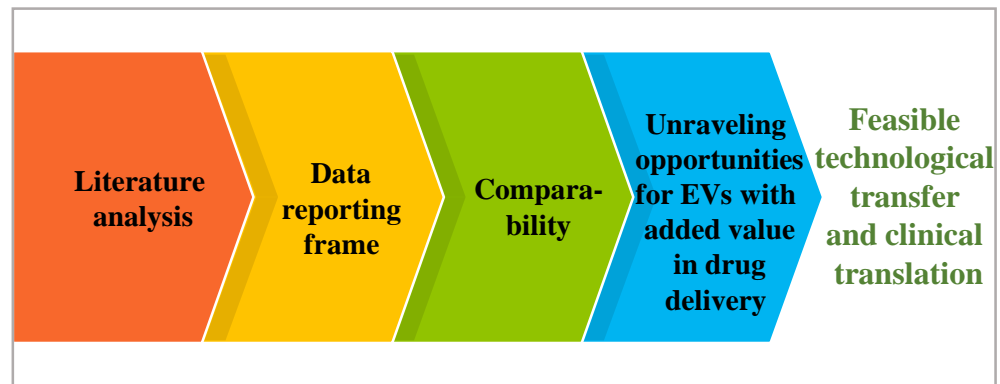 Literature
analysis
Data
reporting
frame
Compara-
bility
Unraveling
opportunities
for EVs with
added value
in drug
delivery
Feasible
technological
transfer
and clinical
translation